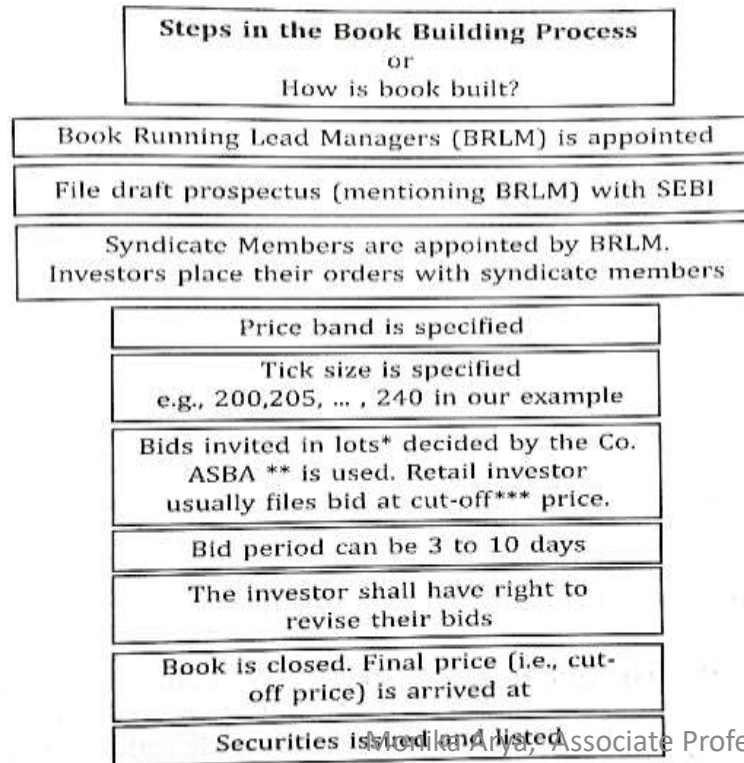 Steps in the Book Building Process
or
How is book built?
Book Running Lead Managers (BRLM) is appointed
File draft prospectus (mentioning BRLM) with SEBI
Syndicate Members are appointed by BRLM.
Investors place their orders with syndicate members
Price band is specified
Tick size is specified
e.g., 200,205, ... , 240 in our example
Bids invited in lots* decided by the Co.
ASBA ** is used. Retail investor
usually files bid at cut-off*** price.
Bid period can be 3 to 10 days
The investor shall have right to
revise their bids
Book is closed. Final price (i.e., cut-
off price) is arrived at
Securities issued and listed
Monika Arya, Associate Profe